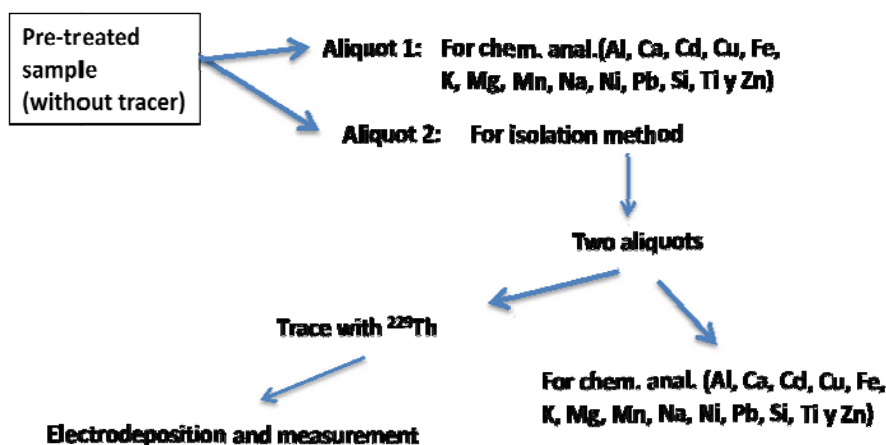 Pre-treated
sample
(without tracer)
Aliquot 1: For chem. anal.(Al, Ca, Cd, Cu, Fe,
K, Mg, Mn, Na, Ni, Pb, Si, Ti y Zn)
Aliquot 2: For isolation method
Two aliquots
Trace with ²²⁹Th
For chem. anal. (Al, Ca, Cd, Cu, Fe,
K, Mg, Mn, Na, Ni, Pb, Si, Ti y Zn)
Electrodeposition and measurement